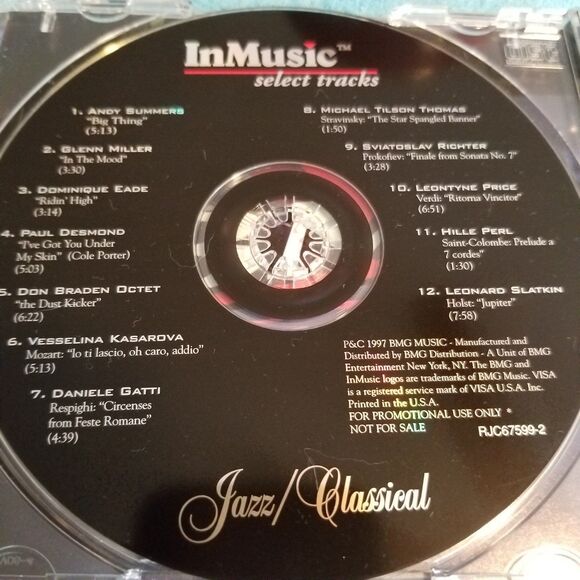 InMusic™
select tracks
1. Andy Summers
"Big Thing"
(5:13)
2. Glenn Miller
"In The Mood"
(3:30)
3. Dominique Eade
"Ridin' High"
(3:14)
4. Paul Desmond
"I've Got You Under
My Skin" (Cole Porter)
(5:03)
5. Don Braden Octet
"the Dust Kicker"
(6:22)
6. Vesselina Kasarova
Mozart: "Io ti lascio, oh caro, addio"
(5:13)
7. Daniele Gatti
Respighi: "Circenses
from Feste Romane"
(4:39)
8. Michael Tilson Thomas
Stravinsky: "The Star Spangled Banner"
(1:50)
9. Sviatoslav Richter
Prokofiev: "Finale from Sonata No. 7"
(3:28)
10. Leontyne Price
Verdi: "Ritorna Vincitor"
(6:51)
11. Hille Perl
Saint-Colombe: Prelude a
7 cordes"
(1:30)
12. Leonard Slatkin
Holst: "Jupiter"
(7:58)
P&C 1997 BMG MUSIC - Manufactured and
Distributed by BMG Distribution - A Unit of BMG
Entertainment New York, NY. The BMG and
InMusic logos are trademarks of BMG Music. VISA
is a registered service mark of VISA U.S.A. Inc.
Printed in the U.S.A.
FOR PROMOTIONAL USE ONLY •
NOT FOR SALE
RJC67599-2
Jazz/Classical